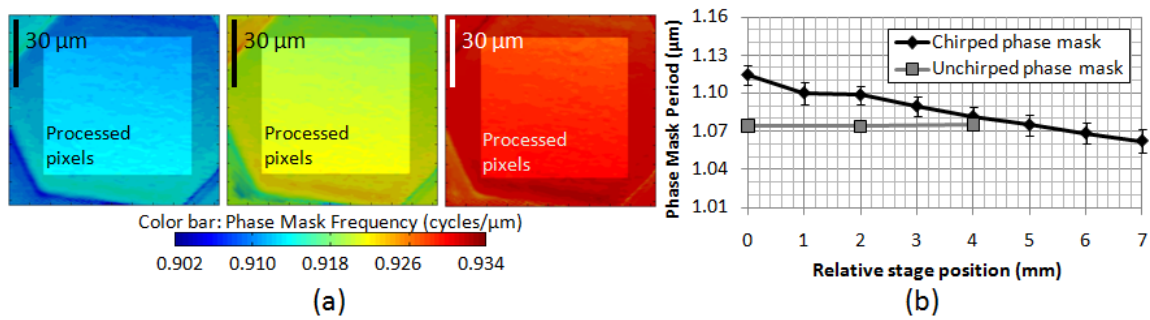 30 μm
Processed
pixels
30 μm
Processed
pixels
30 μm
Processed
pixels
Color bar: Phase Mask Frequency (cycles/μm)
0.902 0.910 0.918 0.926 0.934
(a)
Phase Mask Period (μm)
1.16
1.13
1.10
1.07
1.04
1.01
Chirped phase mask
Unchirped phase mask
0 1 2 3 4 5 6 7
Relative stage position (mm)
(b)